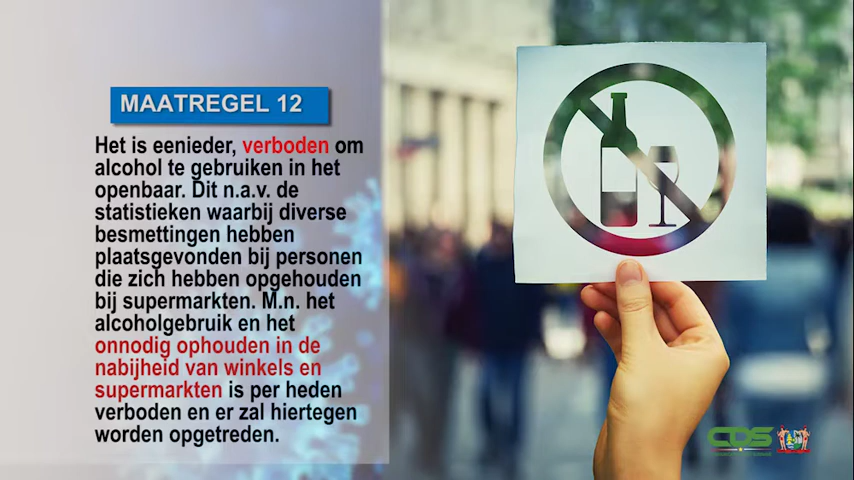 MAATREGEL 12
Het is eenieder, verboden om
alcohol te gebruiken in het
openbaar. Dit n.a.v. de
statistieken waarbij diverse
besmettingen hebben
plaatsgevonden bij personen
die zich hebben opgehouden
bij supermarkten. M.n. het
alcoholgebruik en het
onnodig ophouden in de
nabijheid van winkels en
supermarkten is per heden
verboden en er zal hiertegen
worden opgetreden.
CDS